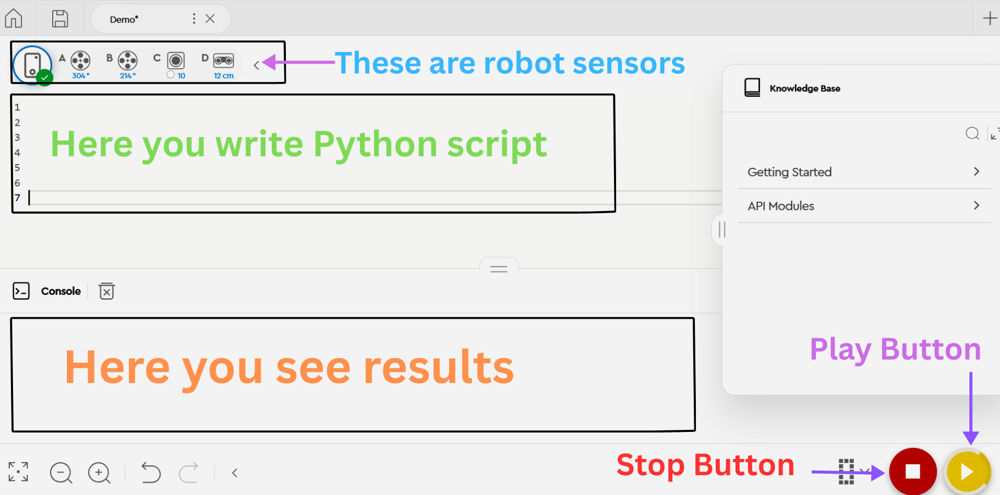 Demo*
A B C D
304° 214° 10 12 cm
These are robot sensors
Knowledge Base
1
2
3
4
5
6
7
Here you write Python script
Getting Started
API Modules
Console
Here you see results
Play Button
Stop Button